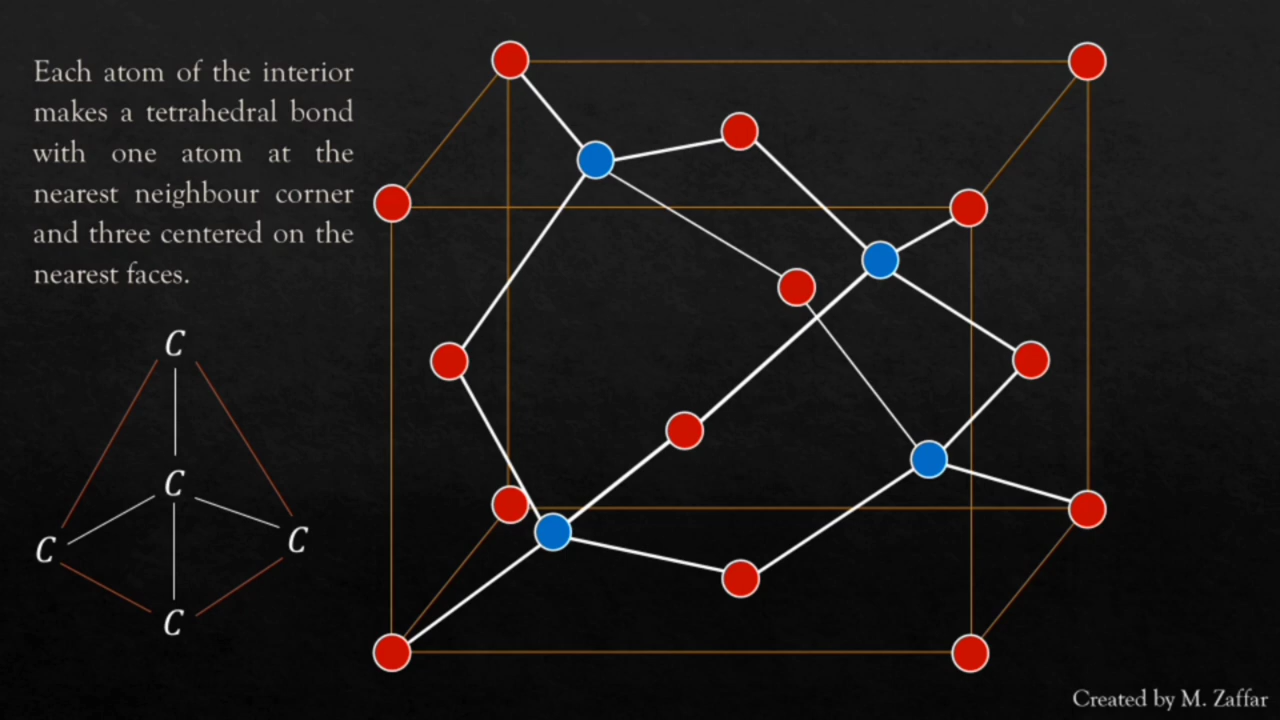 Each atom of the interior
makes a tetrahedral bond
with one atom at the
nearest neighbour corner
and three centered on the
nearest faces.
C
C
C
C
C
Created by M. Zaffar